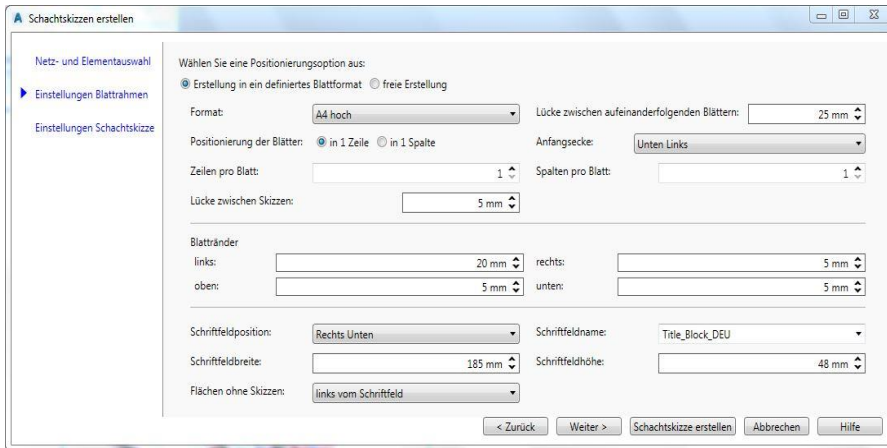 Schachtskizzen erstellen
Netz- und Elementauswahl
Einstellungen Blattrahmen
Einstellungen Schachtskizze
Wählen Sie eine Positionierungsoption aus:
Erstellung in ein definiertes Blattformat freie Erstellung
Format: A4 hoch Lücke zwischen aufeinanderfolgenden Blättern: 25 mm
Positionierung der Blätter: in 1 Zeile in 1 Spalte Anfangsecke: Unten Links
Zeilen pro Blatt: 1 Spalten pro Blatt: 1
Lücke zwischen Skizzen: 5 mm
Blattränder
links: 20 mm rechts: 5 mm
oben: 5 mm unten: 5 mm
Schriftfeldposition: Rechts Unten Schriftfeldname: Title_Block_DEU
Schriftfeldbreite: 185 mm Schriftfeldhöhe: 48 mm
Flächen ohne Skizzen: links vom Schriftfeld
< Zurück Weiter > Schachtskizze erstellen Abbrechen Hilfe